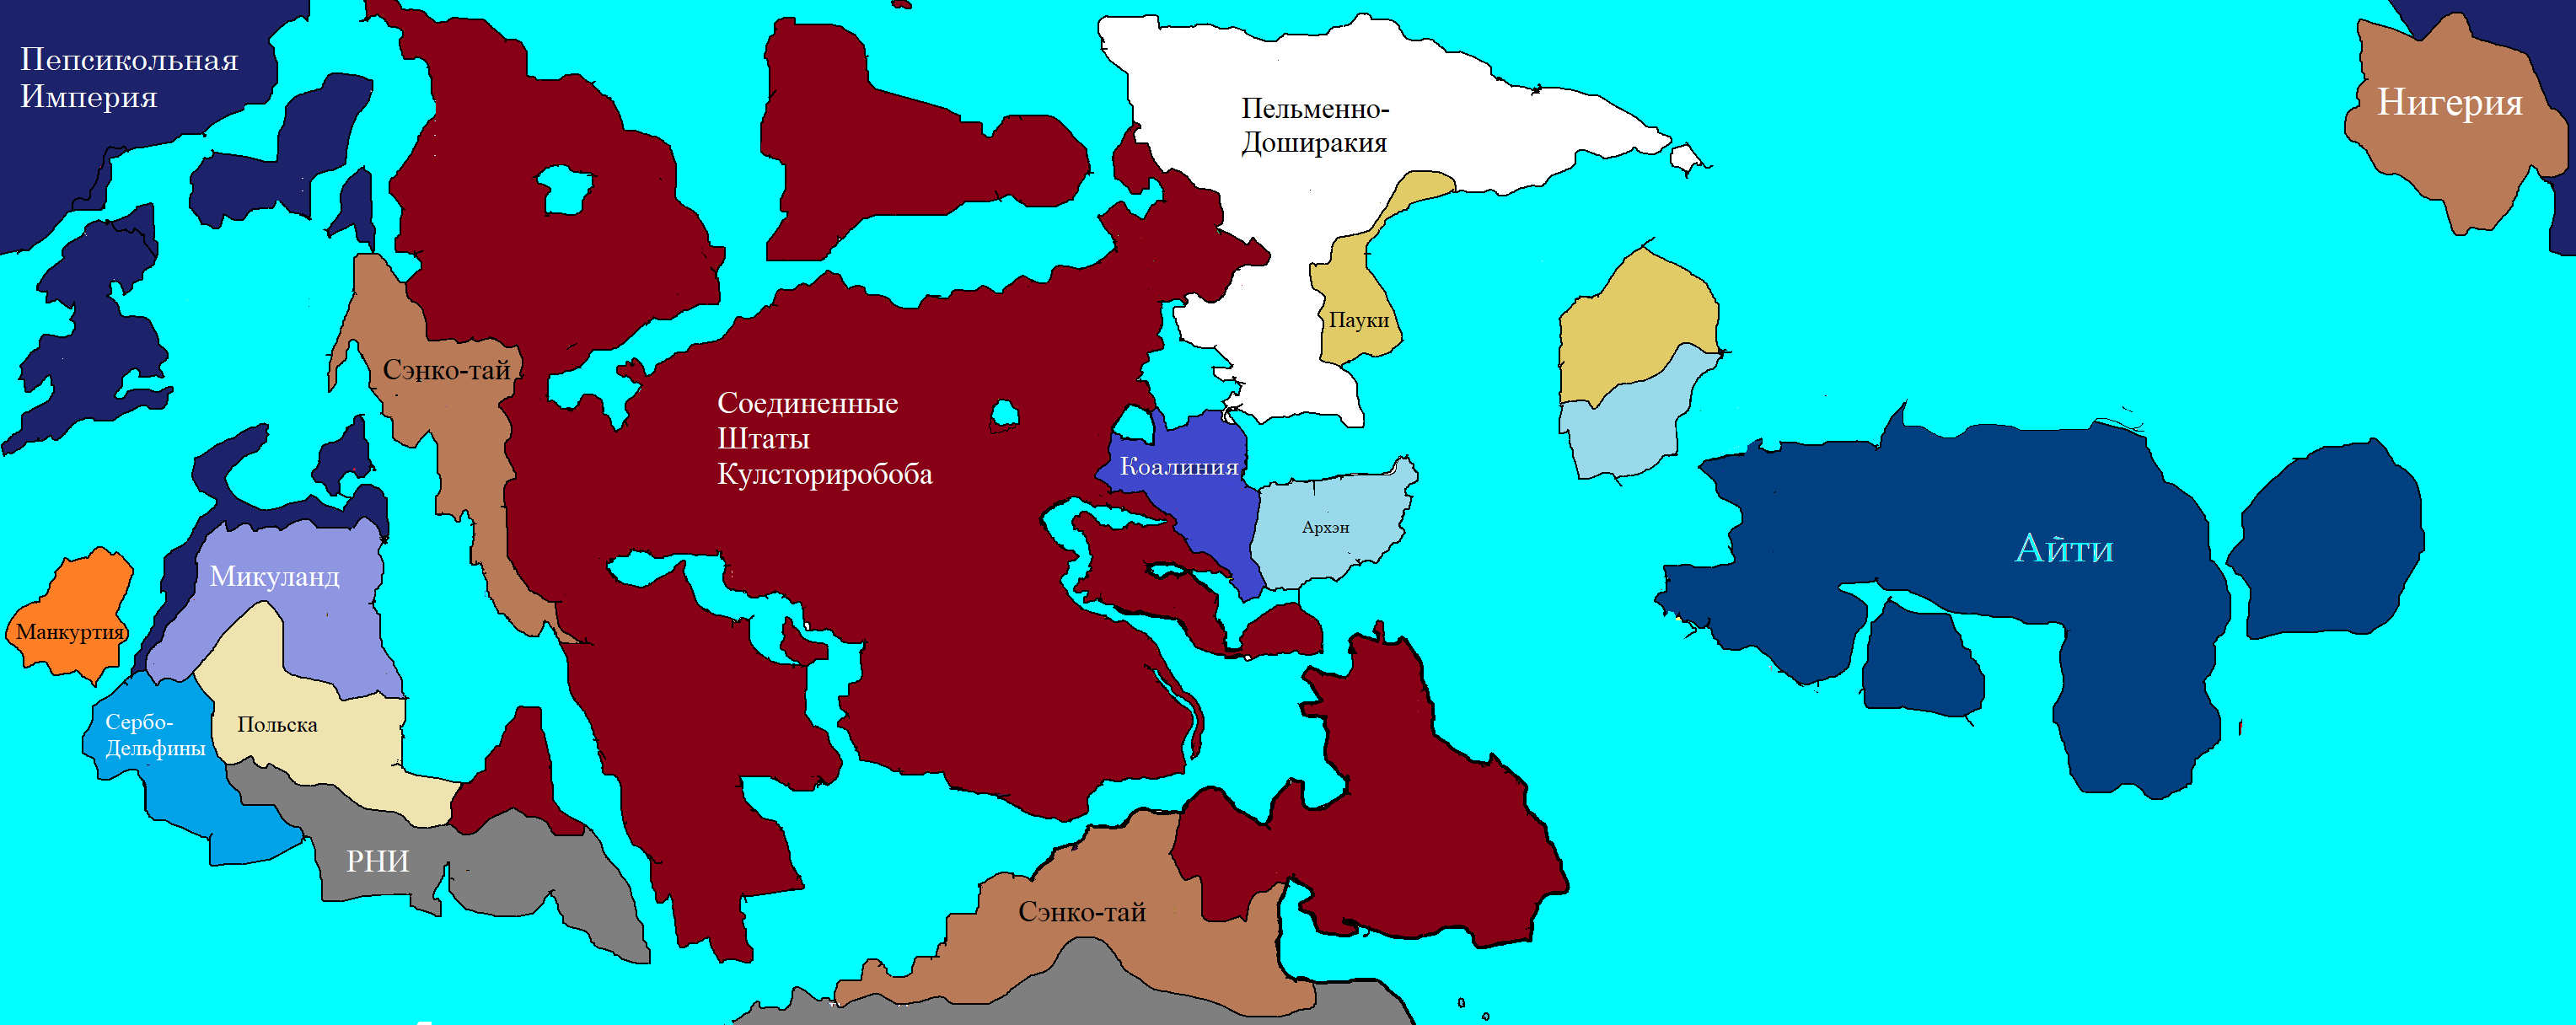 Пепсикольная
Империя
Пельменно-
Доширакия
Нигерия
Пауки
Сэнко-тай
Соединенные
Штаты
Кулсториробоба
Коалиния
Архэн
Айти
Микуланд
Манкуртия
Сербо-
Дельфины
Польска
РНИ
Сэнко-тай